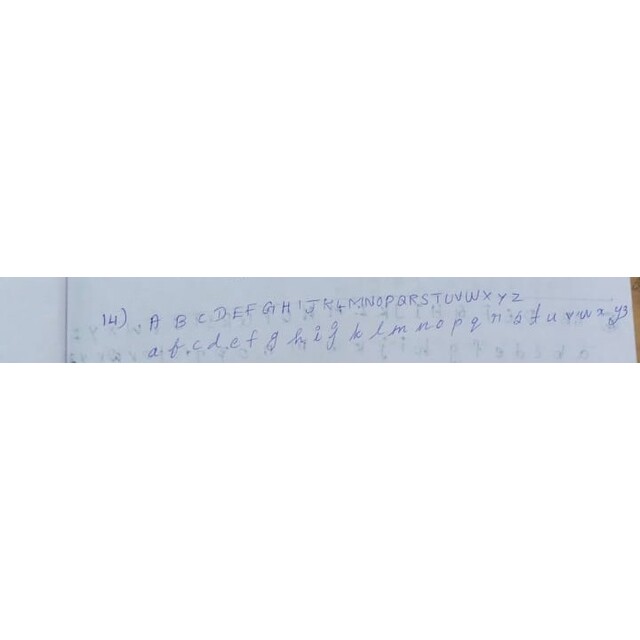 14) A B C D E F G H I J K L M N O P Q R S T U V W X Y Z
a b c d e f g h i j k l m n o p q r s t u v w x y z